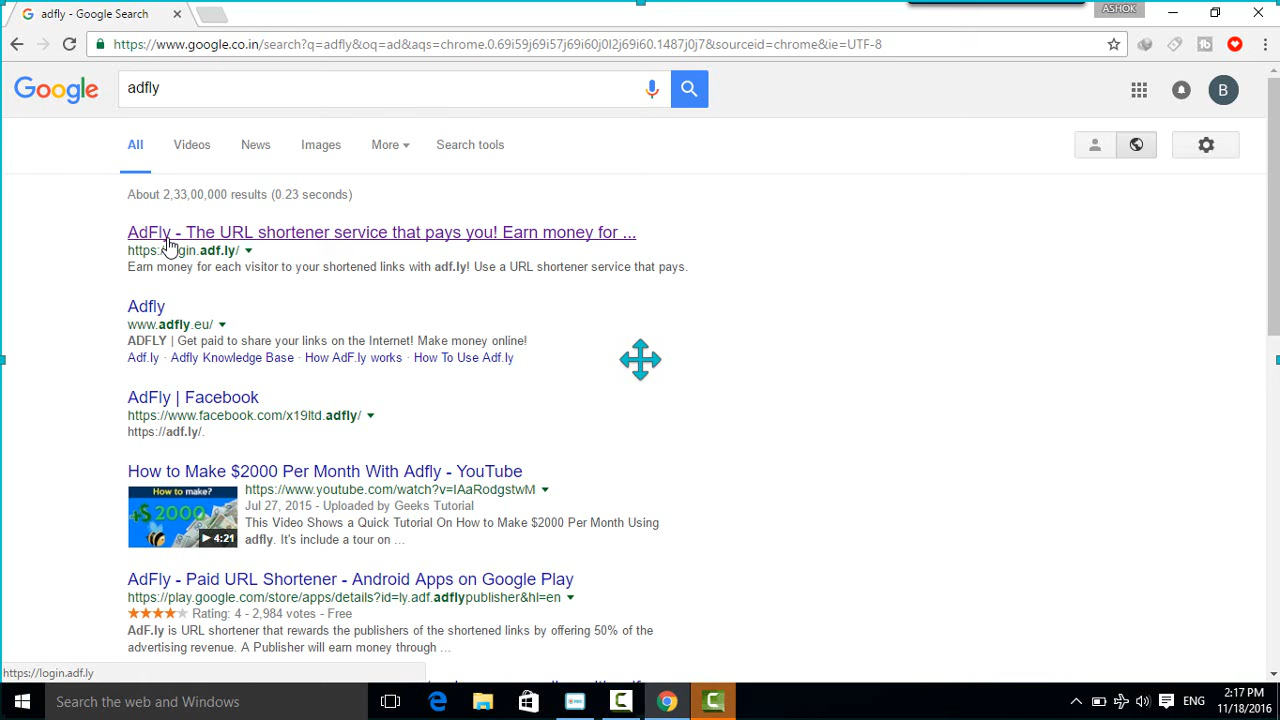 adfly - Google Search
ASHOK
https://www.google.co.in/search?q=adfly&oq=ad&aqs=chrome.0.69i59j69i57j69i60j0l2j69i60.1487j0j7&sourceid=chrome&ie=UTF-8
Google
adfly
B
All Videos News Images More Search tools
About 2,33,00,000 results (0.23 seconds)
AdFly - The URL shortener service that pays you! Earn money for ...
https://login.adf.ly/
Earn money for each visitor to your shortened links with adf.ly! Use a URL shortener service that pays.
Adfly
www.adfly.eu/
ADFLY | Get paid to share your links on the Internet! Make money online!
Adf.ly · Adfly Knowledge Base · How AdF.ly works · How To Use Adf.ly
AdFly | Facebook
https://www.facebook.com/x19ltd.adfly/
https://adf.ly/.
How to Make $2000 Per Month With Adfly - YouTube
How to make?
+$ 2000
4:21
https://www.youtube.com/watch?v=IAaRodgstwM
Jul 27, 2015 - Uploaded by Geeks Tutorial
This Video Shows a Quick Tutorial On How to Make $2000 Per Month Using
adfly. It's include a tour on ...
AdFly - Paid URL Shortener - Android Apps on Google Play
https://play.google.com/store/apps/details?id=ly.adf.adflypublisher&hl=en
Rating: 4 - 2,984 votes - Free
AdF.ly is URL shortener that rewards the publishers of the shortened links by offering 50% of the
advertising revenue. A Publisher will earn money through ...
https://login.adf.ly
Search the web and Windows
ENG
2:17 PM
11/18/2016